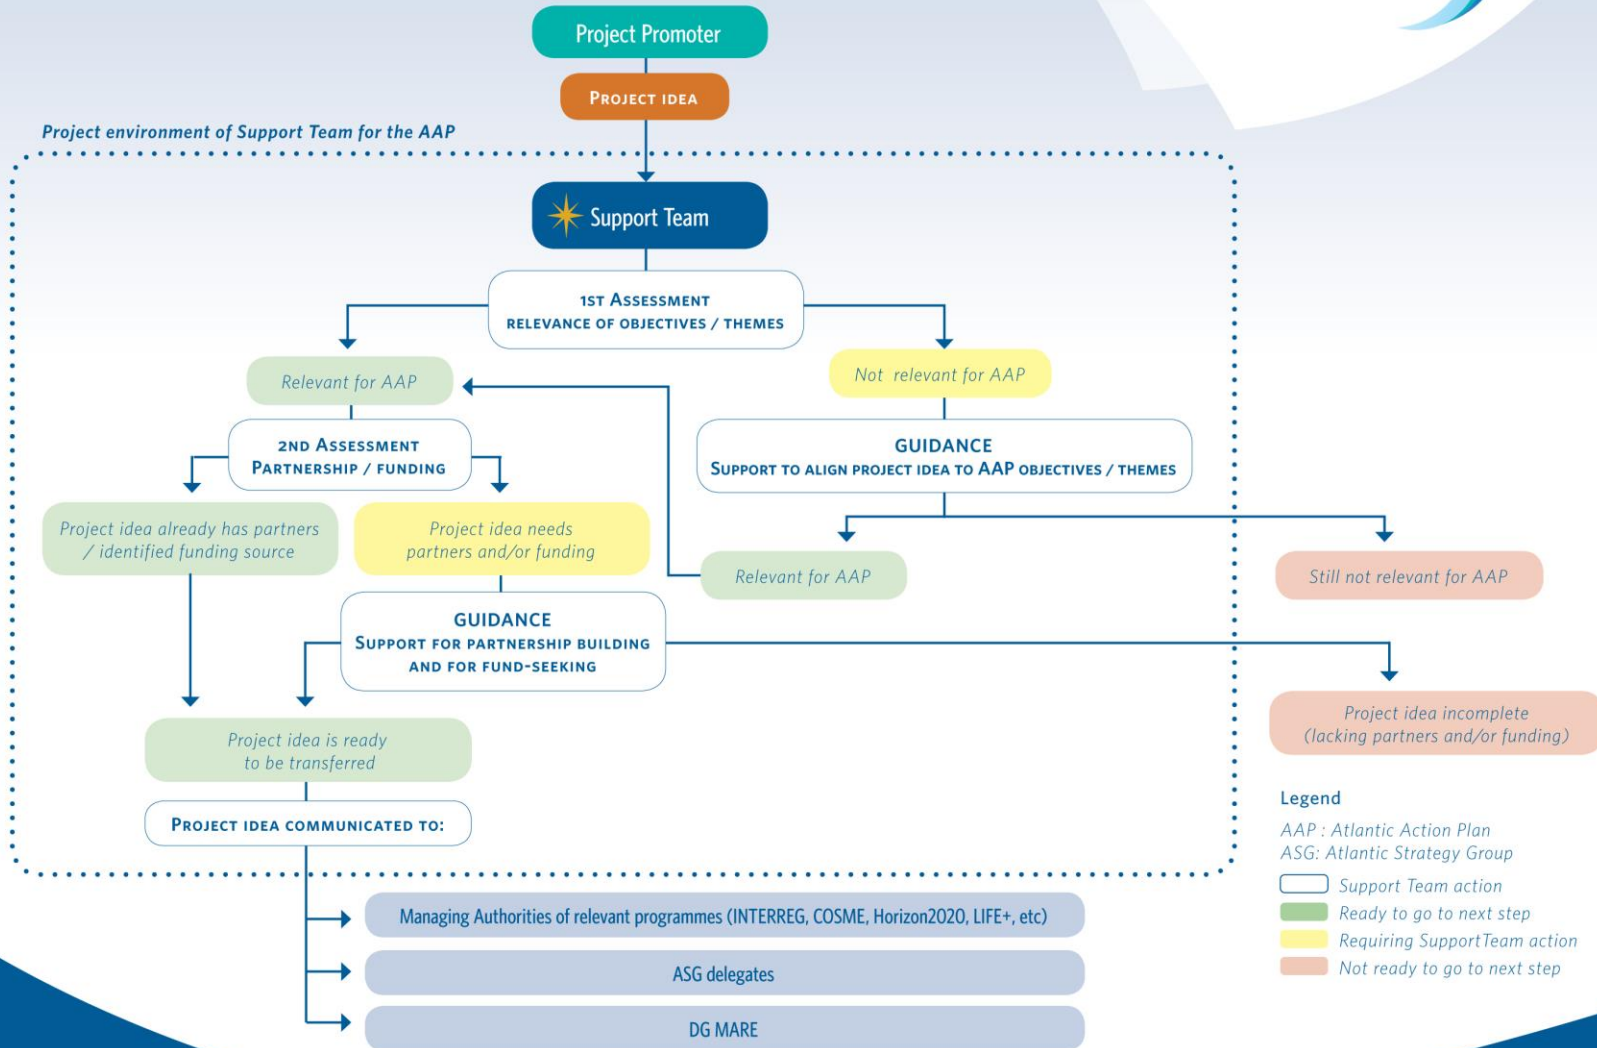 Project Promoter
PROJECT IDEA
Project environment of Support Team for the AAP
Support Team
1ST ASSESSMENT
RELEVANCE OF OBJECTIVES / THEMES
Relevant for AAP
Not relevant for AAP
2ND ASSESSMENT
PARTNERSHIP / FUNDING
GUIDANCE
SUPPORT TO ALIGN PROJECT IDEA TO AAP OBJECTIVES / THEMES
Project idea already has partners
/ identified funding source
Project idea needs
partners and/or funding
Relevant for AAP
Still not relevant for AAP
GUIDANCE
SUPPORT FOR PARTNERSHIP BUILDING
AND FOR FUND-SEEKING
Project idea is ready
to be transferred
Project idea incomplete
(lacking partners and/or funding)
PROJECT IDEA COMMUNICATED TO:
Managing Authorities of relevant programmes (INTERREG, COSME, Horizon2020, LIFE+, etc)
ASG delegates
DG MARE
Legend
AAP : Atlantic Action Plan
ASG: Atlantic Strategy Group
Support Team action
Ready to go to next step
Requiring SupportTeam action
Not ready to go to next step